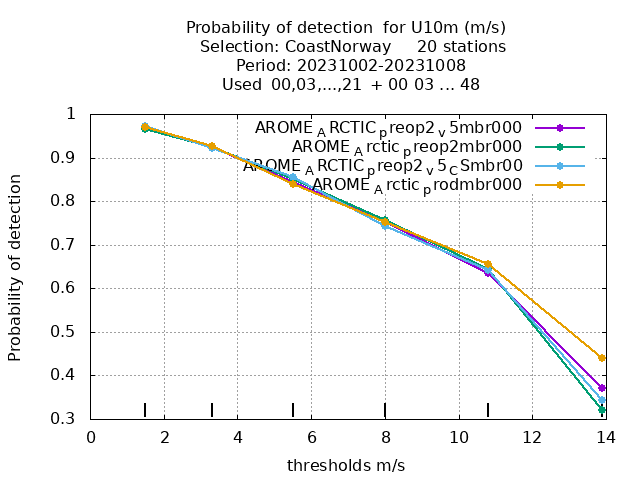 Probability of detection for U10m (m/s)
Selection: CoastNorway 20 stations
Period: 20231002-20231008
Used 00,03,...,21 + 00 03 ... 48
AROME_ARCTIC_preop2_v5mbr000
AROME_Arctic_preop2mbr000
AROME_ARCTIC_preop2_v5_CSmbr00
AROME_Arctic_prodmbr000
Probability of detection
1
0.9
0.8
0.7
0.6
0.5
0.4
0.3
0 2 4 6 8 10 12 14
thresholds m/s